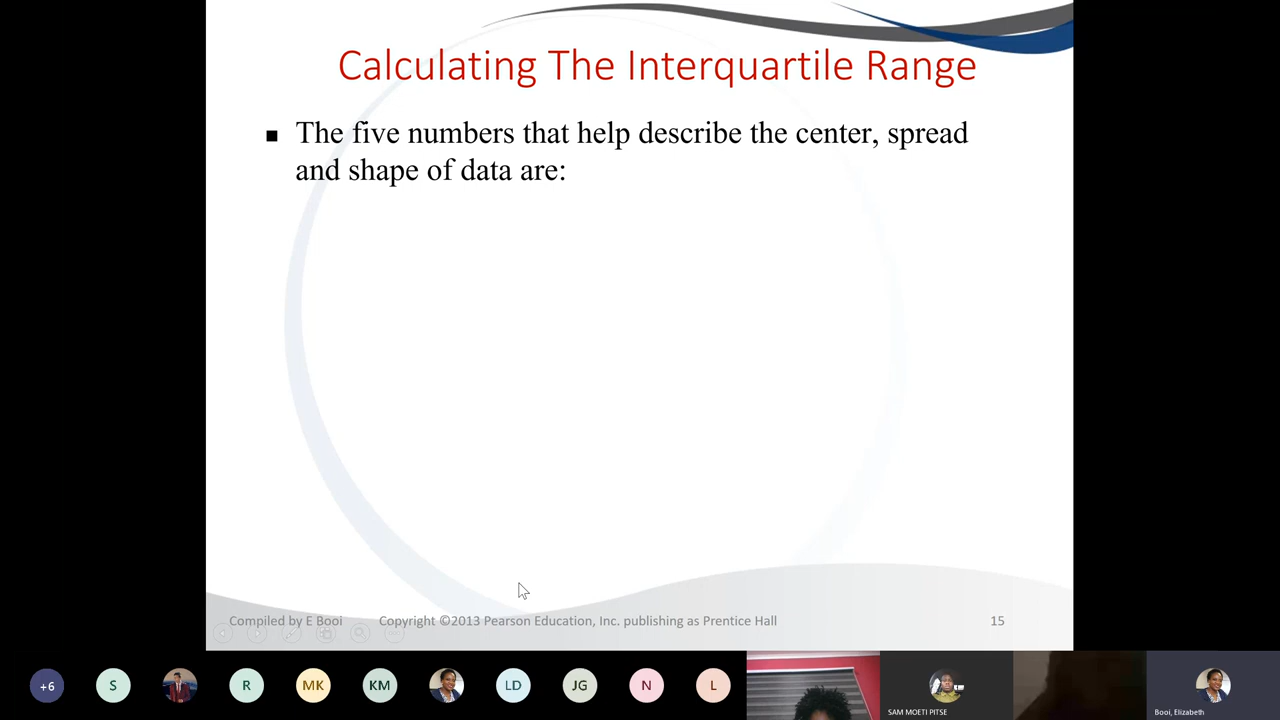 Calculating The Interquartile Range
The five numbers that help describe the center, spread
and shape of data are:
Compiled by E Booi Copyright ©2013 Pearson Education, Inc. publishing as Prentice Hall 15
+6 S R MK KM LD JG N L
SAM MOETI PITSE
Booi, Elizabeth